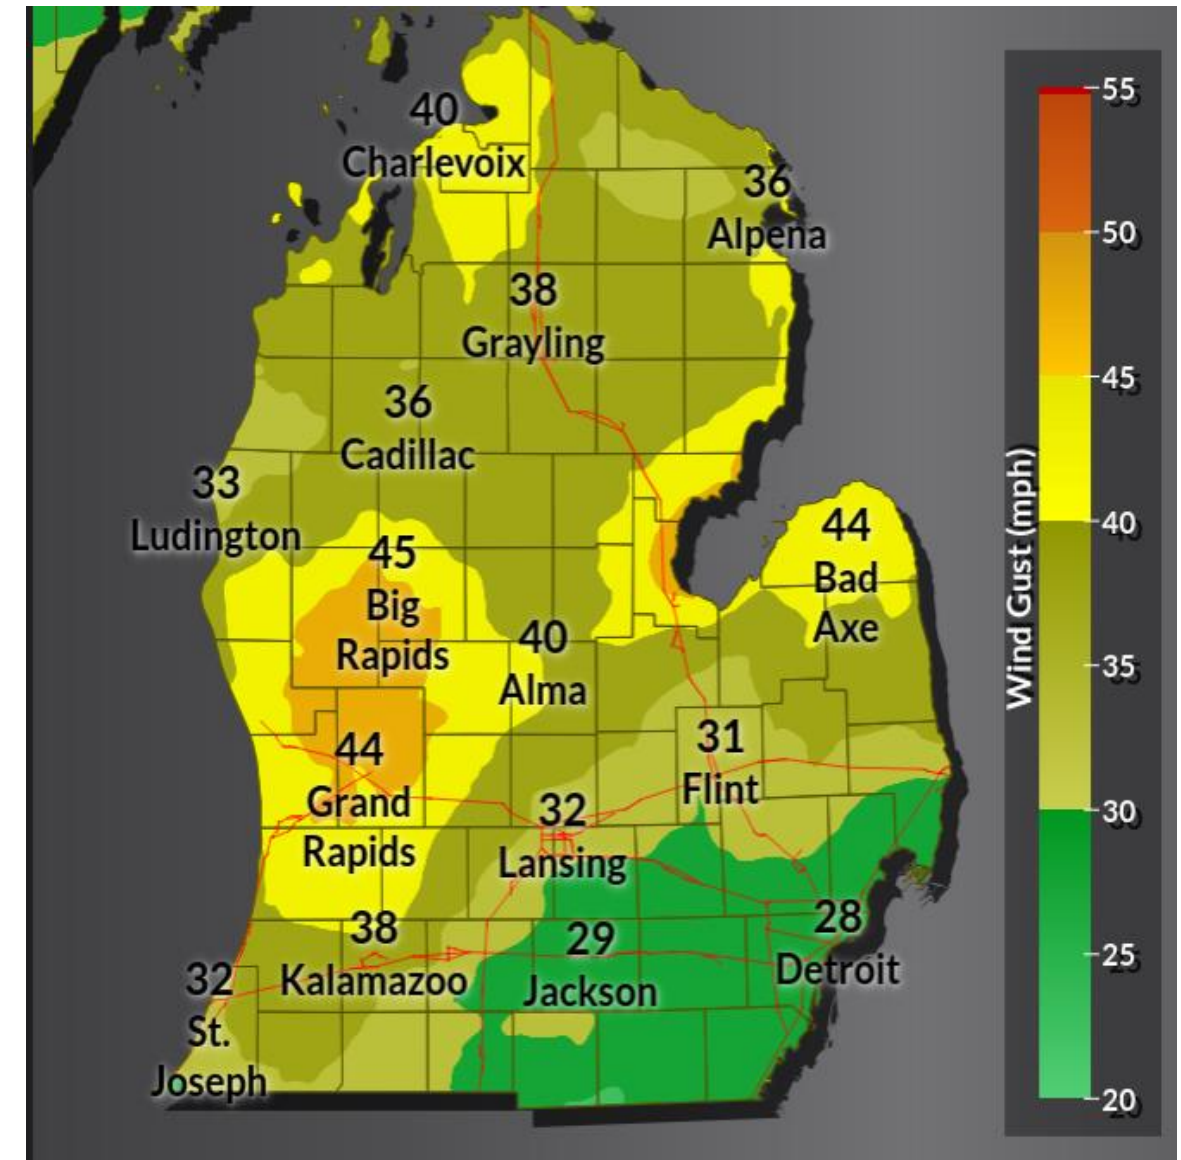 40
Charlevoix
36
Alpena
38
Grayling
36
Cadillac
33
Ludington
45
Big
Rapids
44
Bad
Axe
40
Alma
44
Grand
Rapids
31
Flint
32
Lansing
38
Kalamazoo
29
Jackson
28
Detroit
32
St.
Joseph
Wind Gust (mph)
55
50
45
40
35
30
25
20